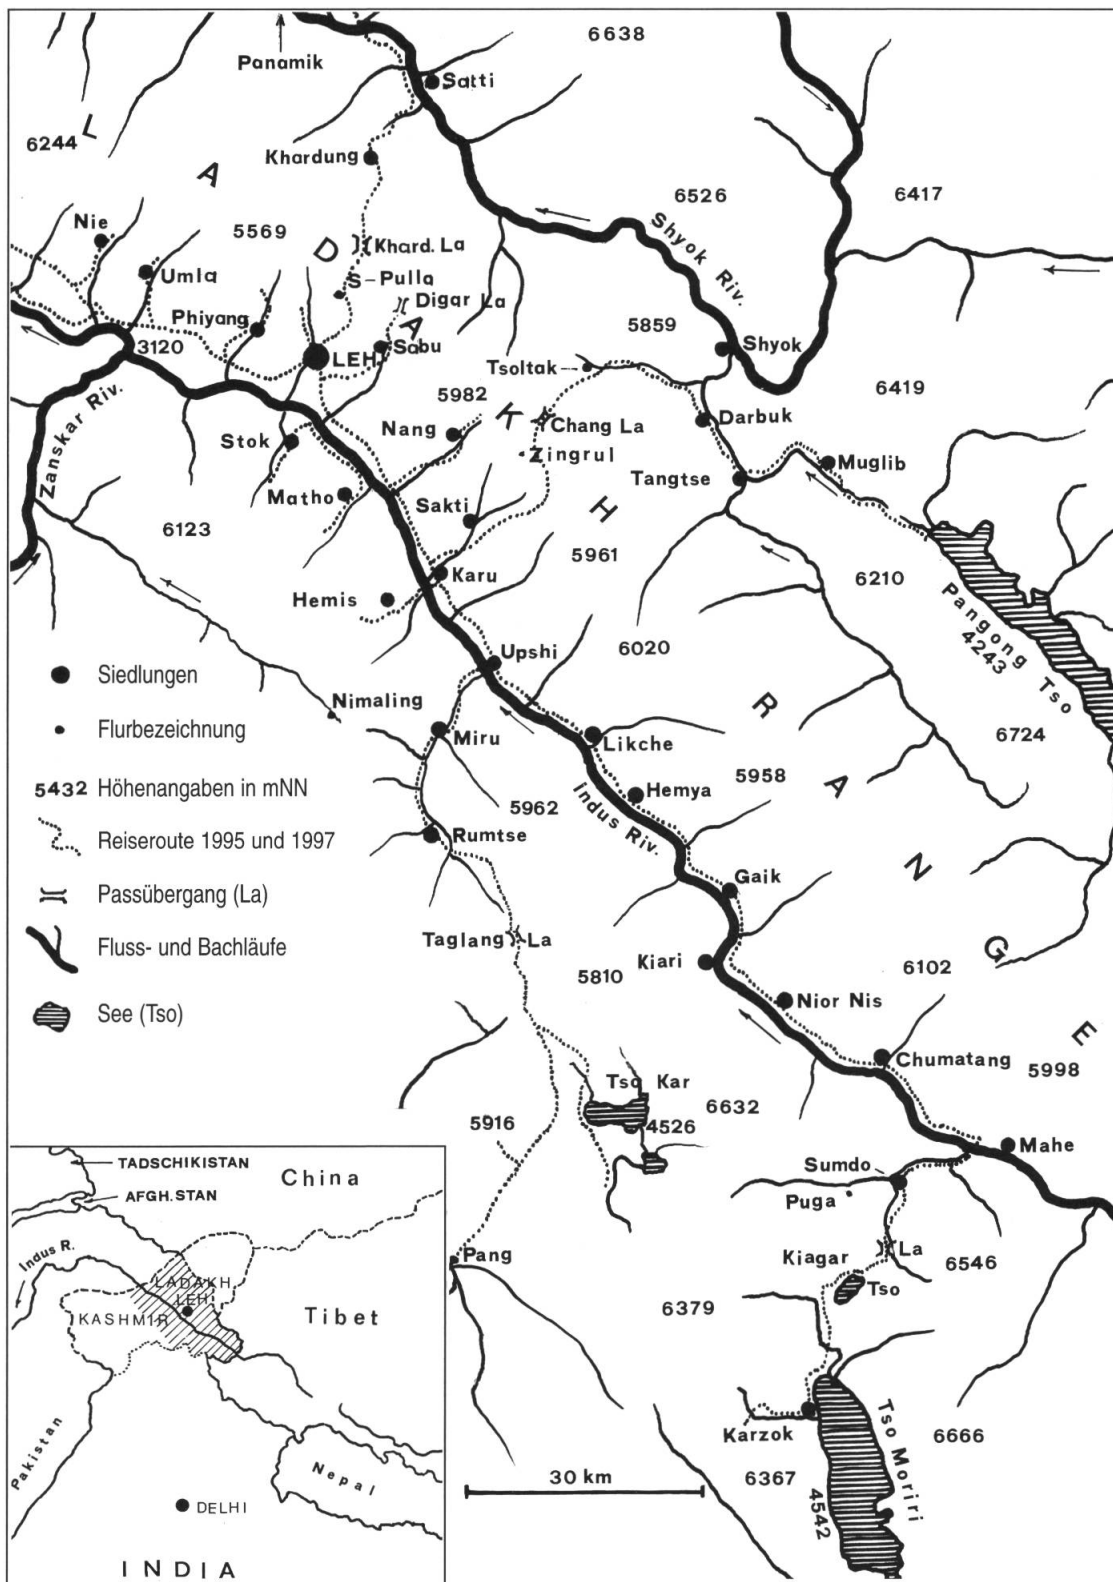 Panamik
6638
Satti
L
6244
Khardung
A
6526
6417
Nie
5569
D
Khard. La
Shyok Riv.
Umla
S-Pulla
Digar La
Phiyang
A
5859
3120
LEH
Sabu
Shyok
Tsoltak
5982
6419
K
Chang La
Darbuk
Zanskar Riv.
Stok
Nang
Zingrul
Muglib
Matho
Sakti
Tangtse
H
6123
5961
Karu
6210
Hemis
Pangong Tso
4243
6020
Upshi
Siedlungen
Nimaling
R
Flurbezeichnung
Miru
Likche
6724
5958
A
5432 Höhenangaben in mNN
5962
Hemya
Indus Riv.
Reiseroute 1995 und 1997
Rumtse
N
Passübergang (La)
Gaik
Taglang La
G
Fluss- und Bachläufe
5810
Kiari
6102
Nior Nis
See (Tso)
E
Chumatang
5998
Tso Kar
6632
5916
4526
Mahe
Sumdo
Puga
Kiagar La
Pang
6546
Tso
6379
Karzok
Tso Moriri
4542
6666
6367
30 km
TADSCHIKISTAN
China
AFGH.STAN
Indus R.
LADAKH
LEH
KASHMIR
Tibet
Pakistan
Nepal
DELHI
INDIA